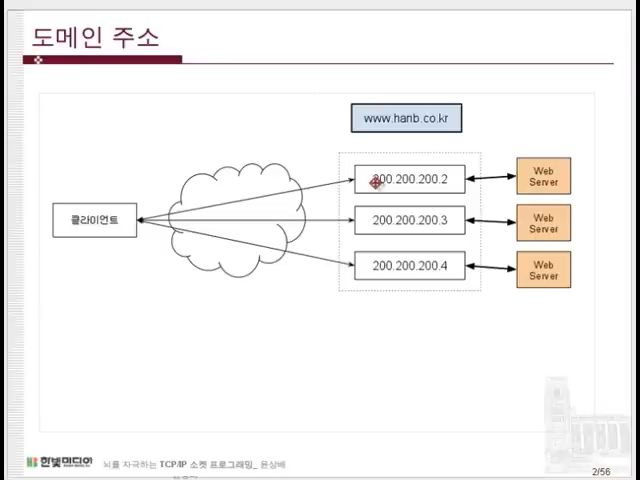 도메인 주소
www.hanb.co.kr
200.200.200.2
Web
Server
클라이언트
200.200.200.3
Web
Server
200.200.200.4
Web
Server
한빛미디어
뇌를 자극하는 TCP/IP 소켓 프로그래밍_ 윤상배
2/56